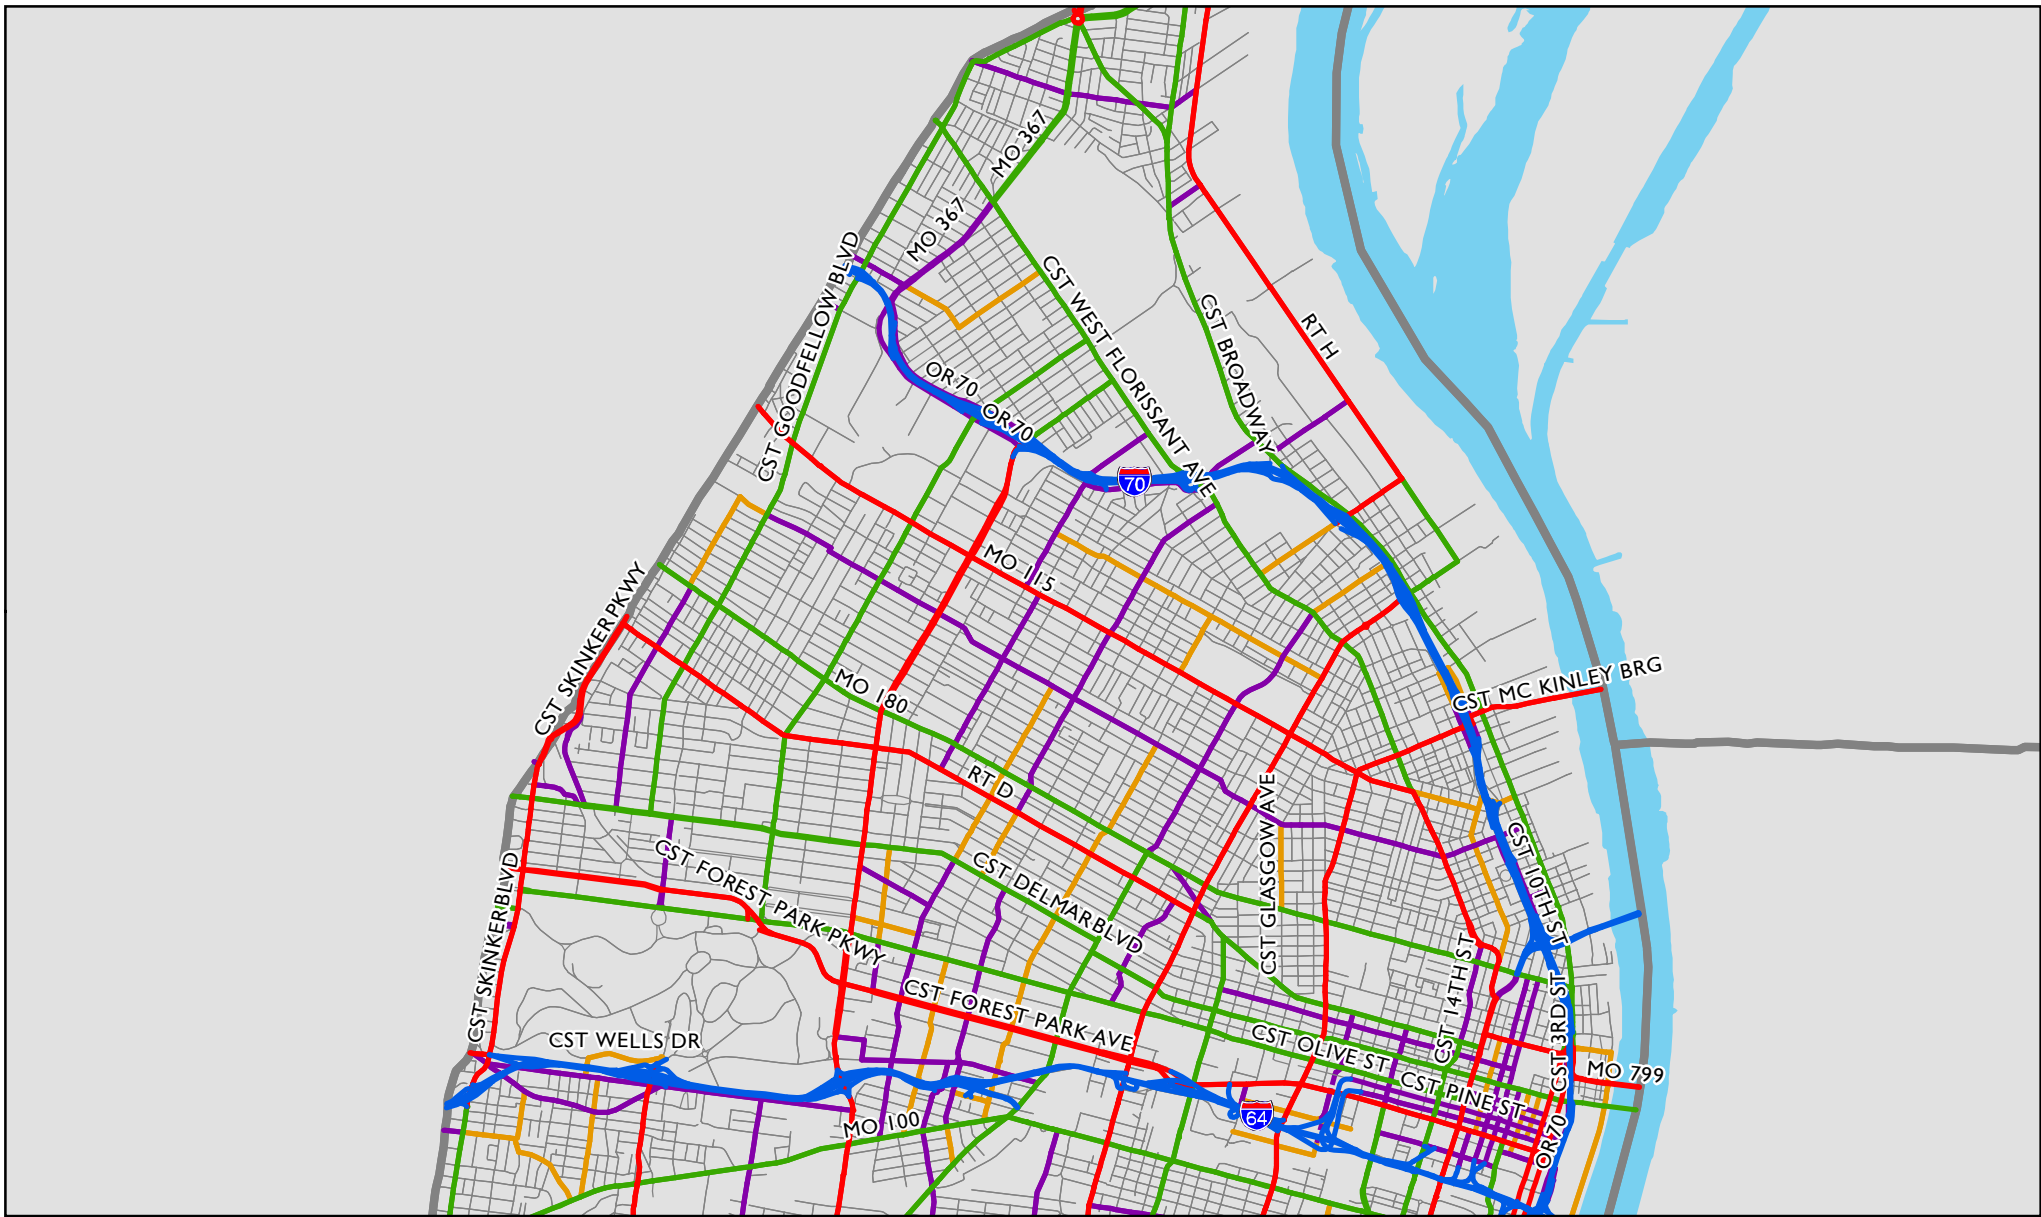 MO 367
MO 367
CST GOODFELLOW BLVD
CST WEST FLORISSANT AVE
CST BROADWAY
RT H
OR 70
OR 70
70
MO 115
CST SKINKER PKWY
MO 180
CST MC KINLEY BRG
RT D
CST GLASGOW AVE
CST 10TH ST
CST FOREST PARK PKWY
CST DELMAR BLVD
CST SKINKER BLVD
CST 14TH ST
CST 3RD ST
CST FOREST PARK AVE
CST WELLS DR
CST OLIVE ST
CST PINE ST
MO 799
64
MO 100
OR 70